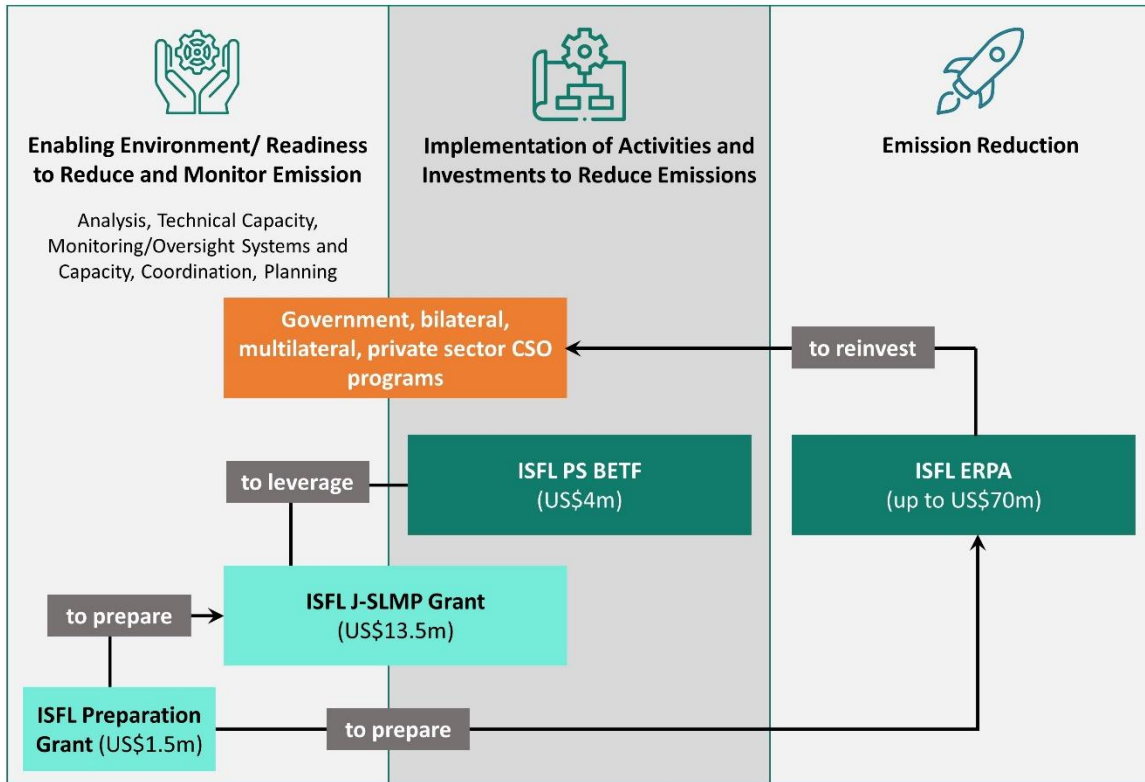 Enabling Environment/ Readiness
to Reduce and Monitor Emission
Analysis, Technical Capacity,
Monitoring/Oversight Systems and
Capacity, Coordination, Planning
Implementation of Activities and
Investments to Reduce Emissions
Emission Reduction
Government, bilateral,
multilateral, private sector CSO
programs
to reinvest
to leverage
ISFL PS BETF
(US$4m)
ISFL ERPA
(up to US$70m)
to prepare
ISFL J-SLMP Grant
(US$13.5m)
ISFL Preparation
Grant (US$1.5m)
to prepare